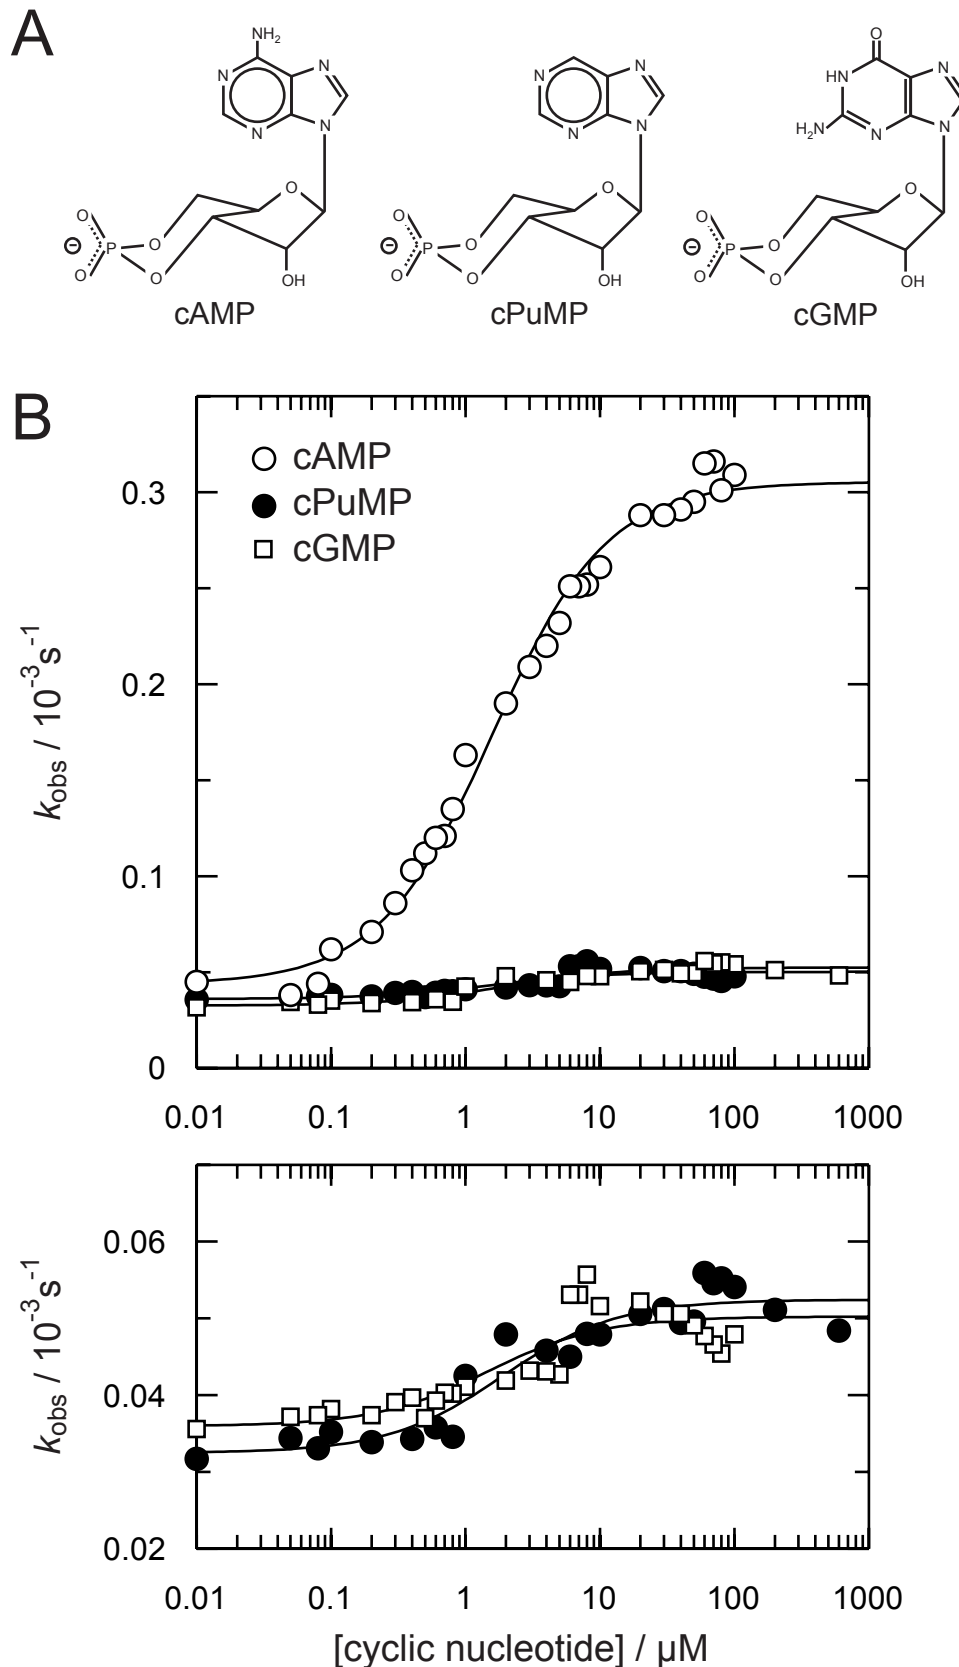 A
NH2
N
N
N
N
O
O
P
O
O
O
OH
⊖
cAMP
N
N
N
N
O
O
P
O
O
O
OH
⊖
cPuMP
O
HN
N
H2N
N
N
O
O
P
O
O
O
OH
⊖
cGMP
B
cAMP
cPuMP
cGMP
kobs / 10-3s-1
0.3
0.2
0.1
0
0.01 0.1 1 10 100 1000
kobs / 10-3s-1
0.06
0.04
0.02
0.01 0.1 1 10 100 1000
[cyclic nucleotide] / µM